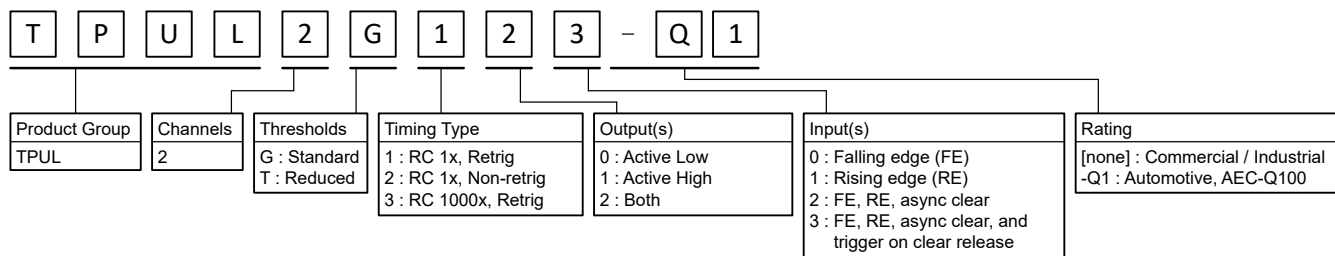 T P U L 2 G 1 2 3 – Q 1
Product Group
TPUL
Channels
2
Thresholds
G : Standard
T : Reduced
Timing Type
1 : RC 1x, Retrig
2 : RC 1x, Non-retrig
3 : RC 1000x, Retrig
Output(s)
0 : Active Low
1 : Active High
2 : Both
Input(s)
0 : Falling edge (FE)
1 : Rising edge (RE)
2 : FE, RE, async clear
3 : FE, RE, async clear, and
trigger on clear release
Rating
[none] : Commercial / Industrial
-Q1 : Automotive, AEC-Q100